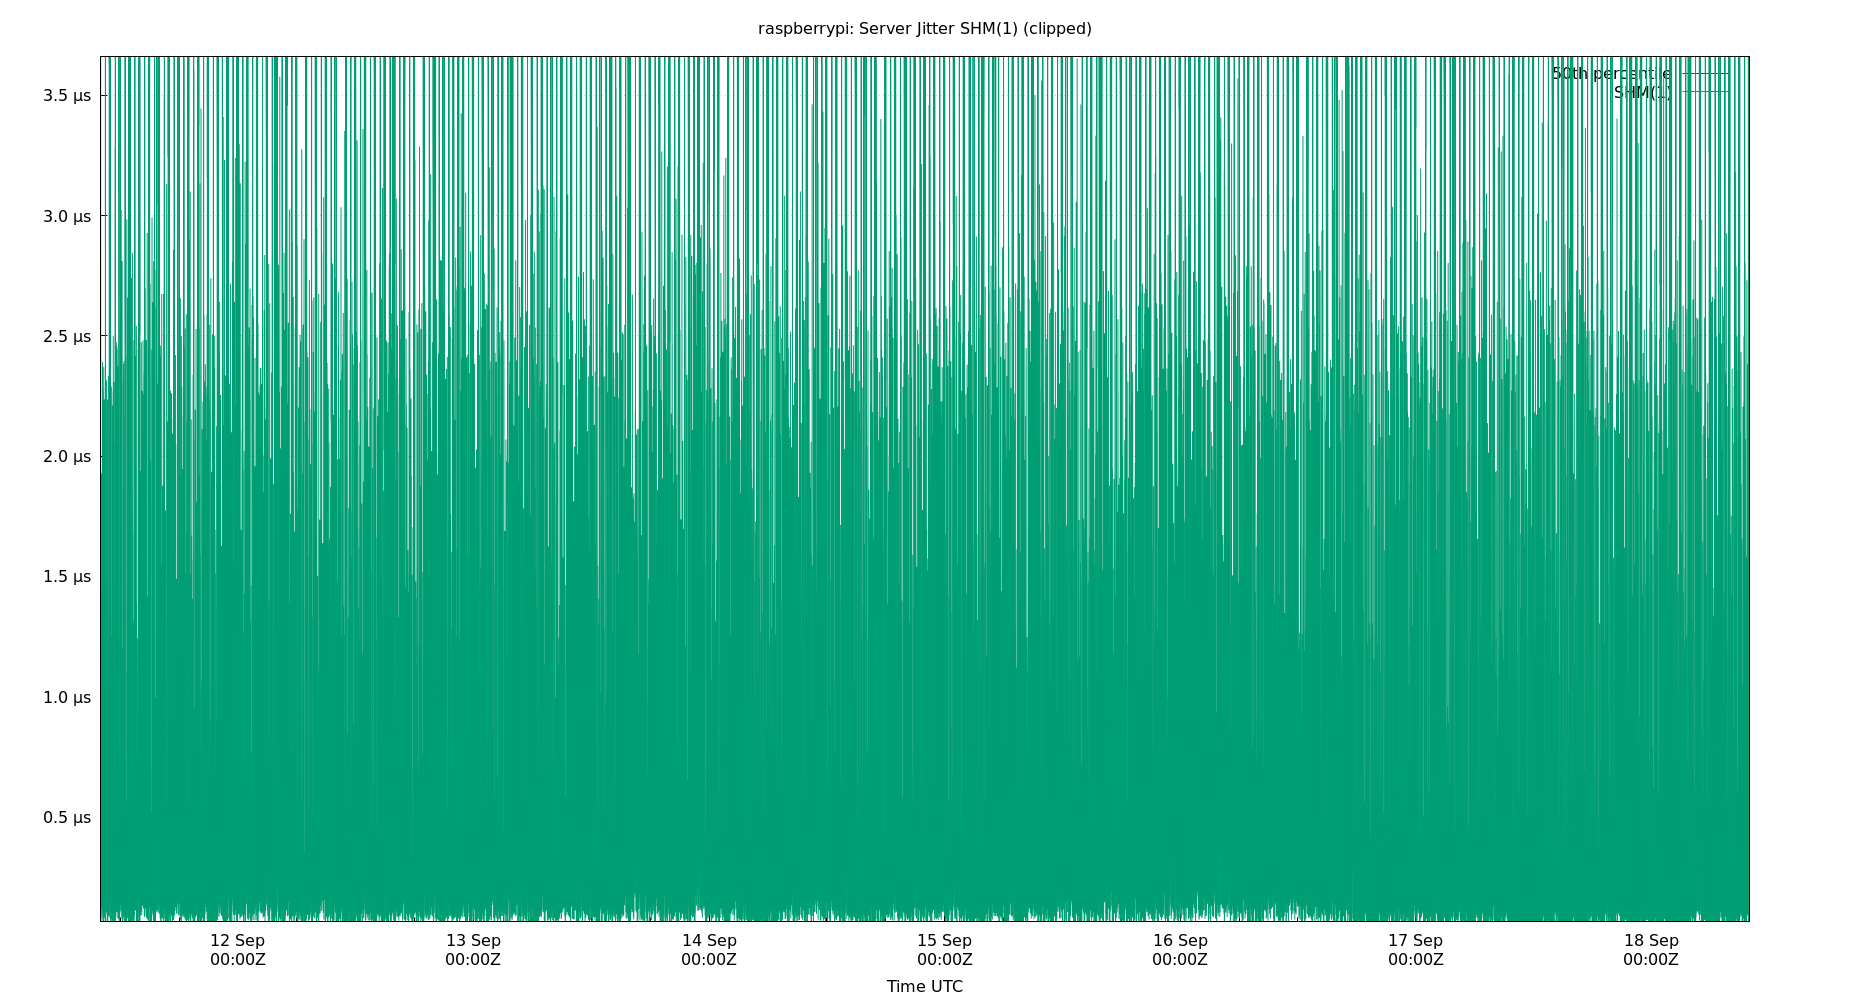 raspberrypi: Server Jitter SHM(1) (clipped)
50th percentile
SHM(1)
3.5 µs
3.0 µs
2.5 µs
2.0 µs
1.5 µs
1.0 µs
0.5 µs
12 Sep 13 Sep 14 Sep 15 Sep 16 Sep 17 Sep 18 Sep
00:00Z 00:00Z 00:00Z 00:00Z 00:00Z 00:00Z 00:00Z
Time UTC